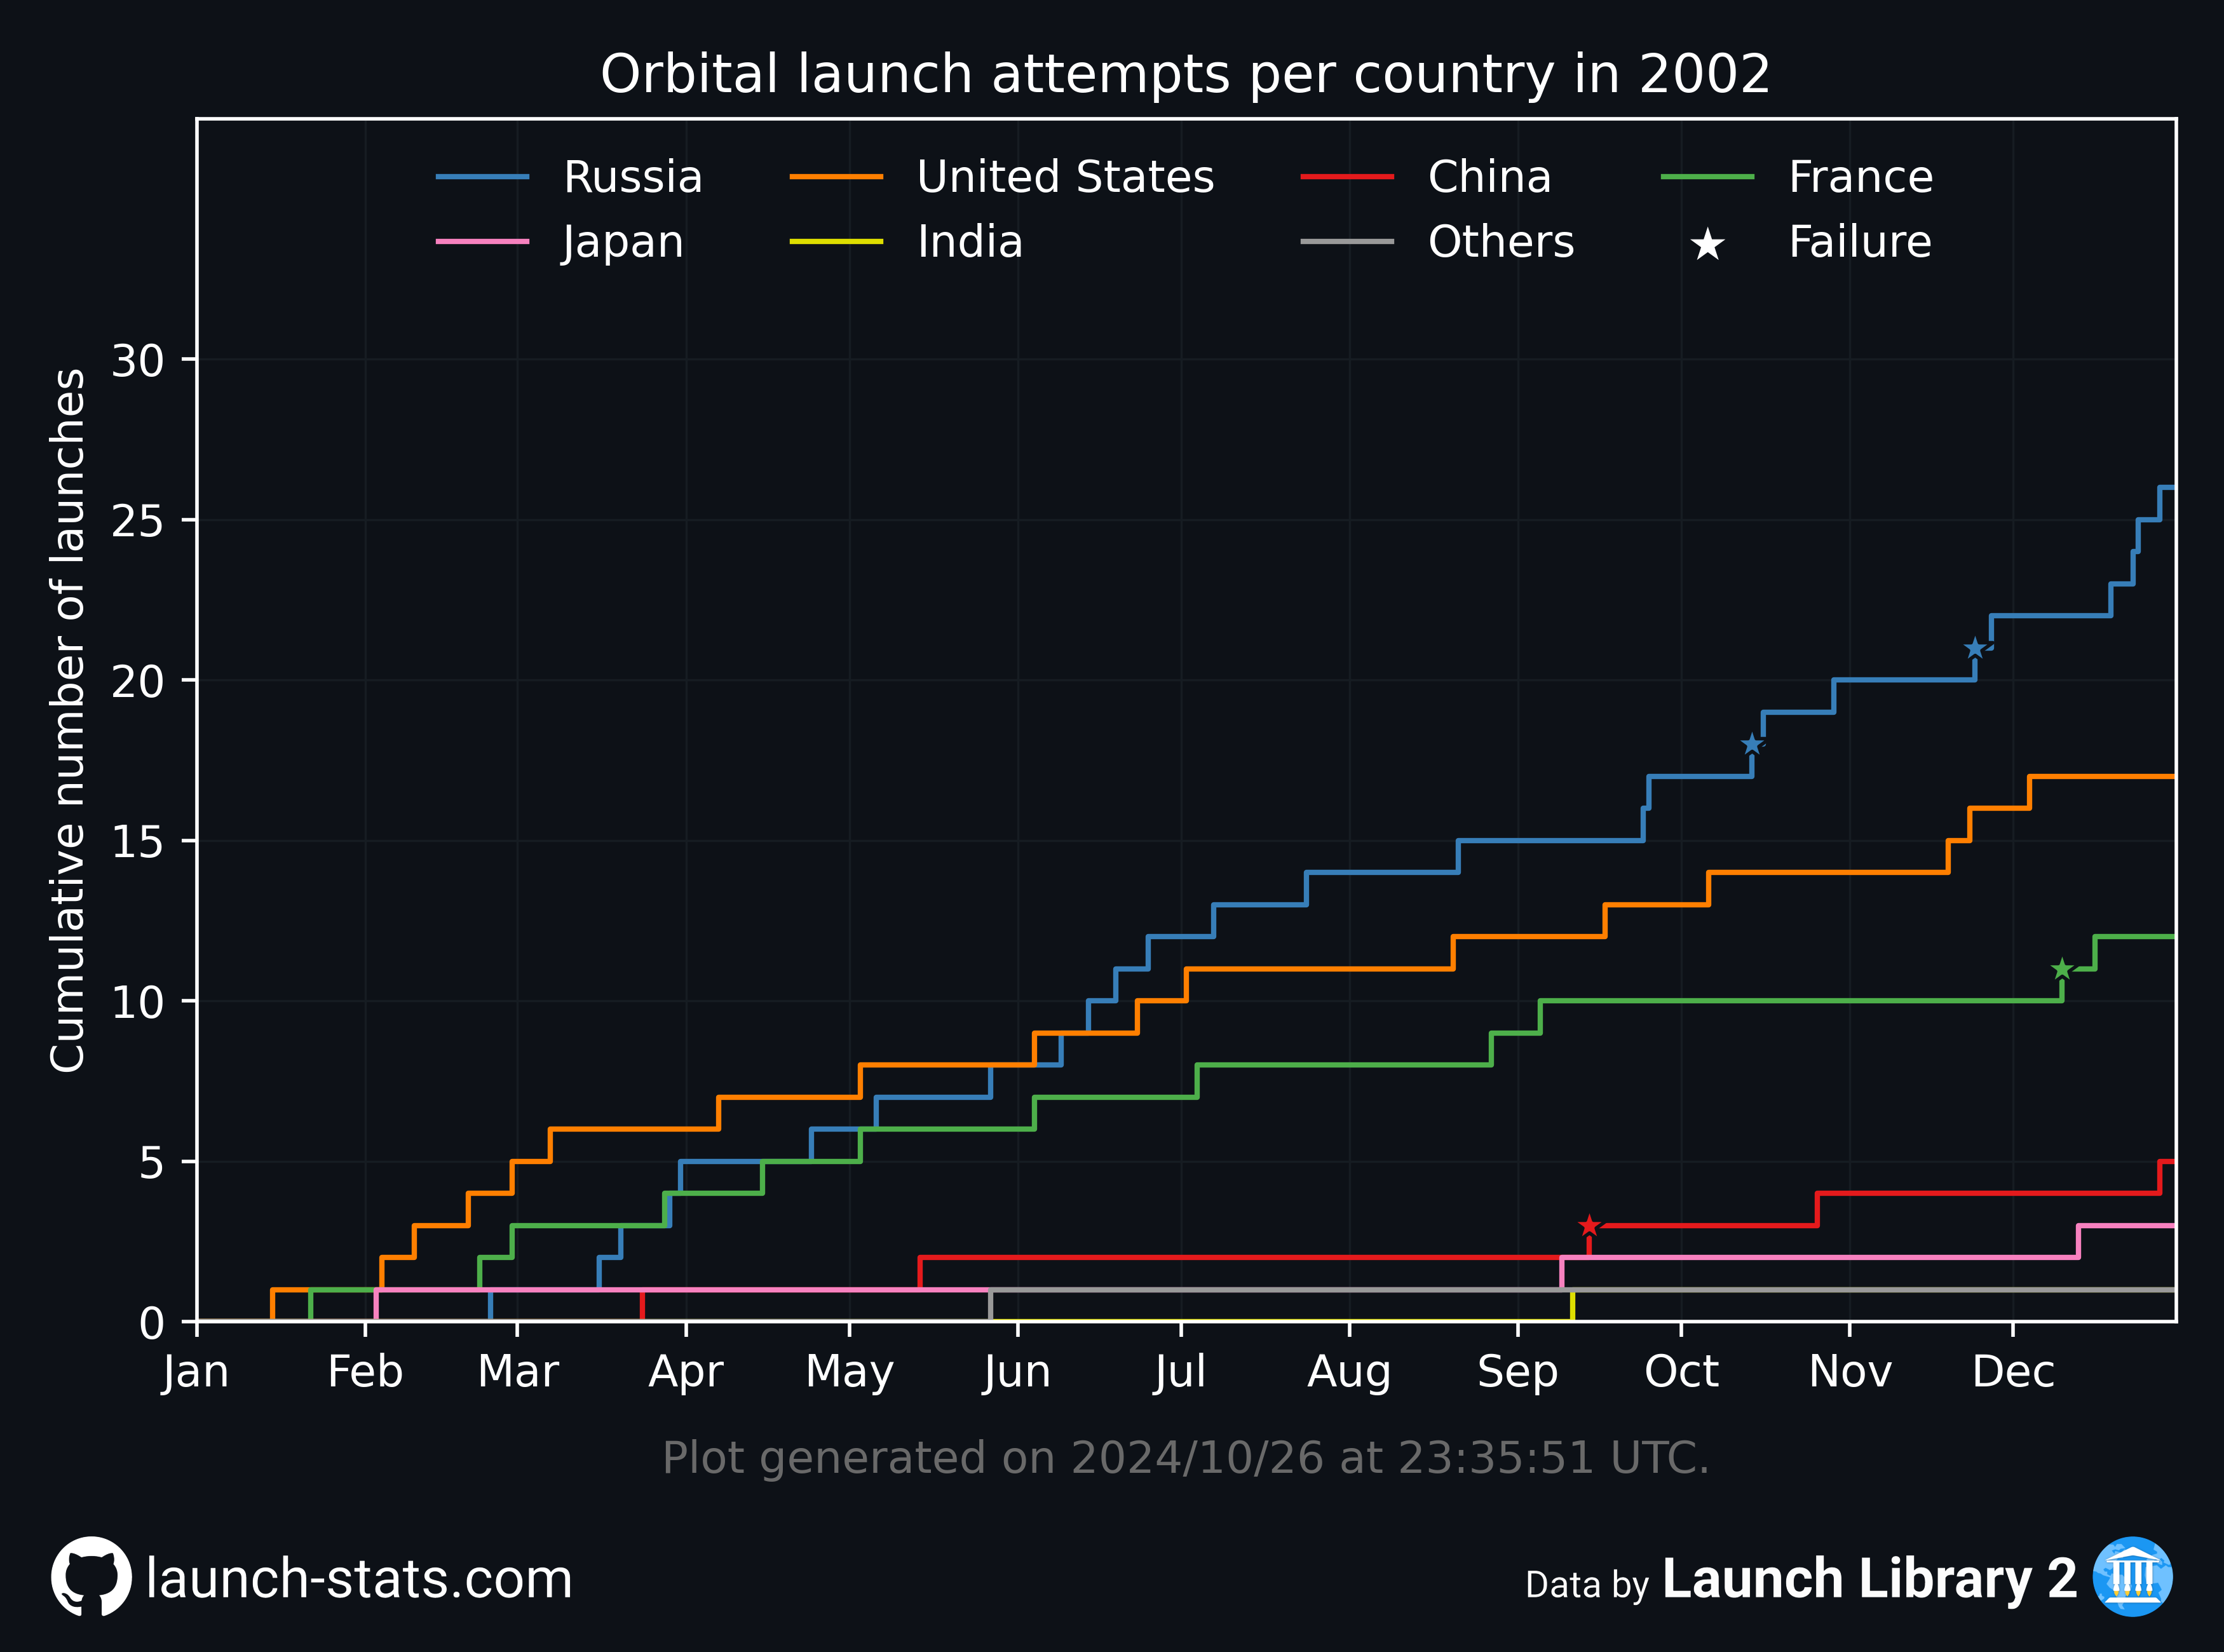 Orbital launch attempts per country in 2002
Russia United States China France
Japan India Others Failure
Cumulative number of launches
30
25
20
15
10
5
0
Jan Feb Mar Apr May Jun Jul Aug Sep Oct Nov Dec
Plot generated on 2024/10/26 at 23:35:51 UTC.
launch-stats.com
Data by Launch Library 2